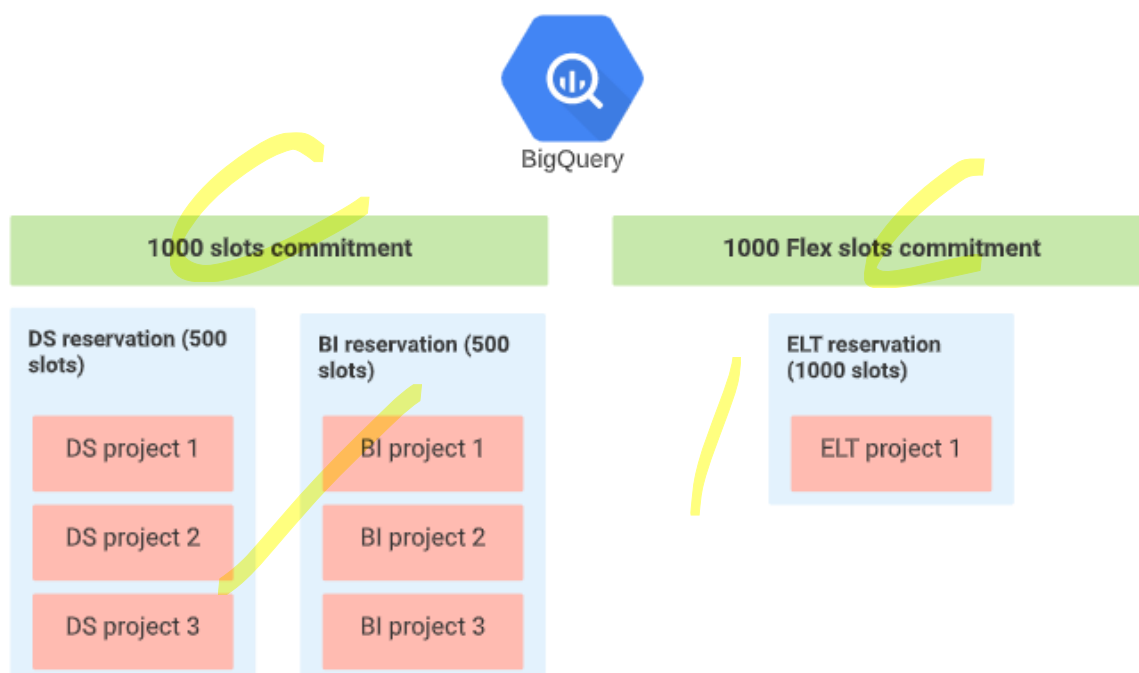 BigQuery
1000 slots commitment
1000 Flex slots commitment
DS reservation (500
slots)
DS project 1
DS project 2
DS project 3
BI reservation (500
slots)
BI project 1
BI project 2
BI project 3
ELT reservation
(1000 slots)
ELT project 1